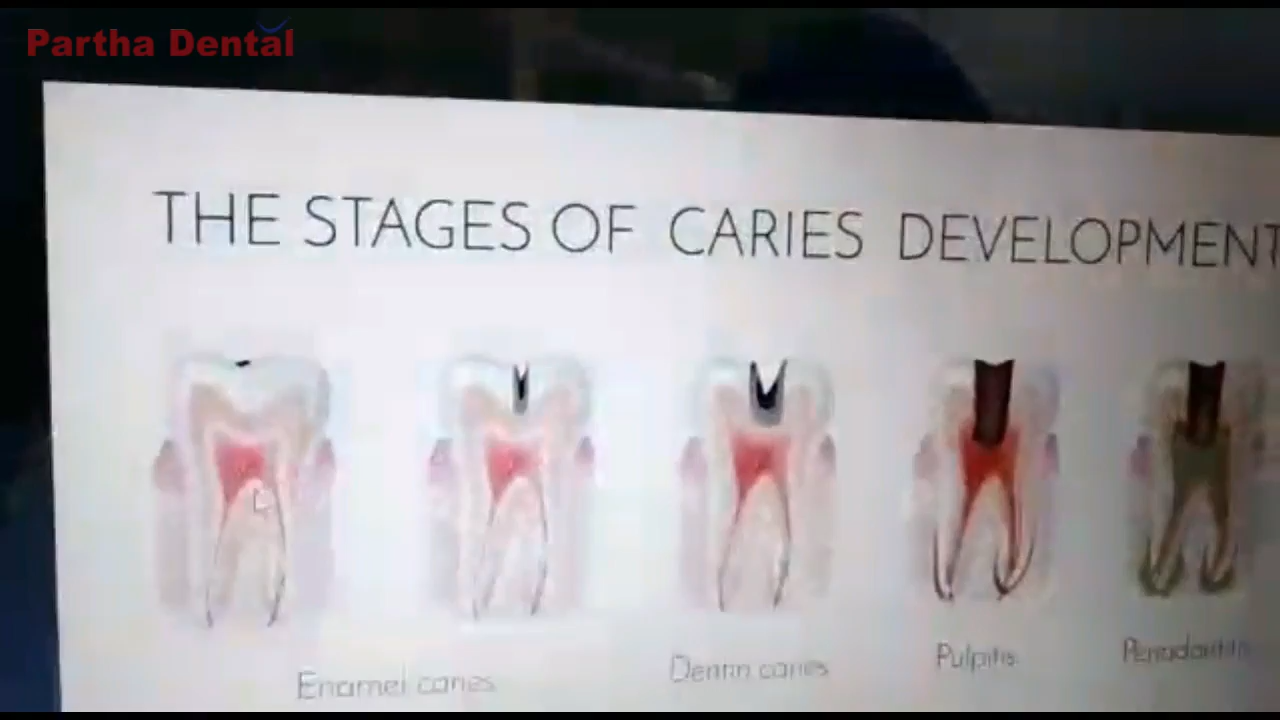 Partha Dental
THE STAGES OF CARIES DEVELOPMENT
Enamel caries
Dentin caries
Pulpitis